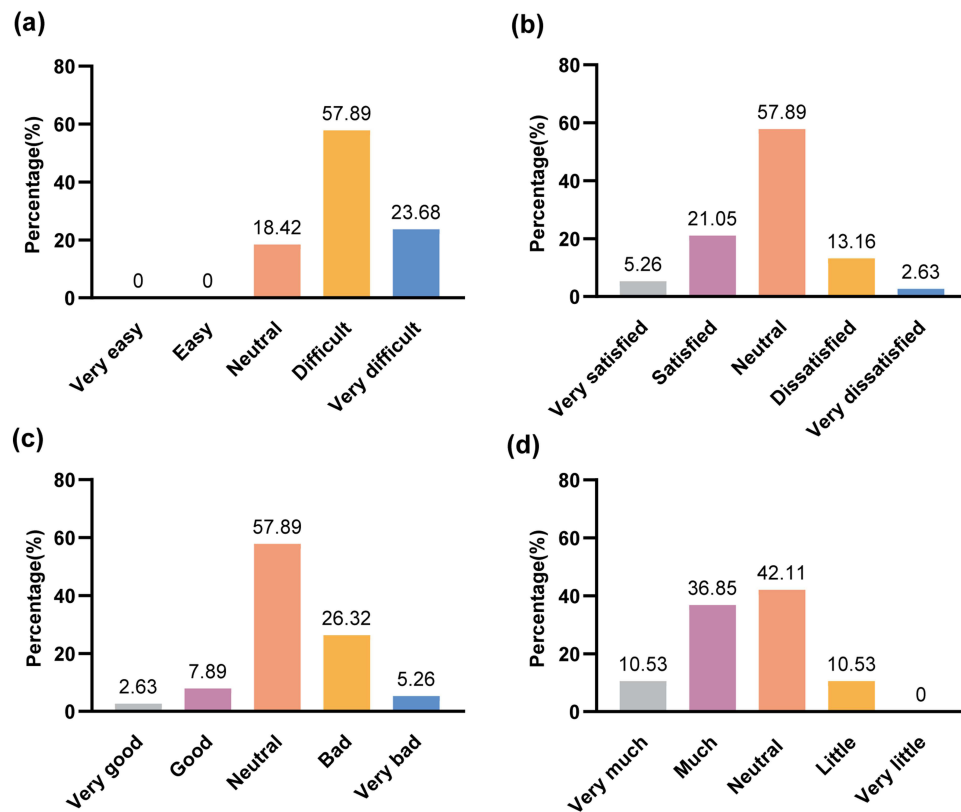 (a)
Percentage(%)
80
60
40
20
0
0
0
18.42
57.89
23.68
Very easy
Easy
Neutral
Difficult
Very difficult
(b)
Percentage(%)
80
60
40
20
0
5.26
21.05
57.89
13.16
2.63
Very satisfied
Satisfied
Neutral
Dissatisfied
Very dissatisfied
(c)
Percentage(%)
80
60
40
20
0
2.63
7.89
57.89
26.32
5.26
Very good
Good
Neutral
Bad
Very bad
(d)
Percentage(%)
80
60
40
20
0
10.53
36.85
42.11
10.53
0
Very much
Much
Neutral
Little
Very little